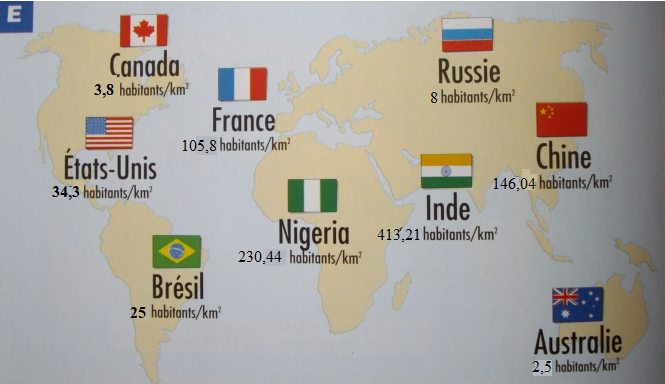 E
Canada
3,8 habitants/km²
Russie
8 habitants/km²
France
105,8 habitants/km²
Chine
146,04 habitants/km²
États-Unis
34,3 habitants/km²
Inde
413,21 habitants/km²
Nigeria
230,44 habitants/km²
Brésil
25 habitants/km²
Australie
2,5 habitants/km²